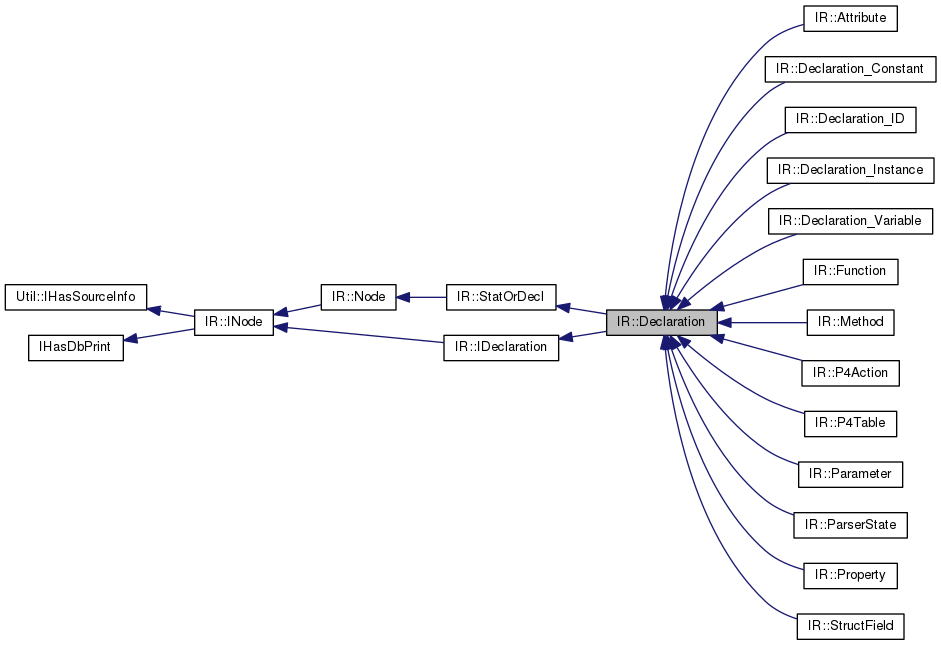 IR::Attribute
IR::Declaration_Constant
IR::Declaration_ID
IR::Declaration_Instance
IR::Declaration_Variable
IR::Function
Util::IHasSourceInfo
IR::Node
IR::StatOrDecl
IR::INode
IR::Declaration
IR::Method
IHasDbPrint
IR::IDeclaration
IR::P4Action
IR::P4Table
IR::Parameter
IR::ParserState
IR::Property
IR::StructField